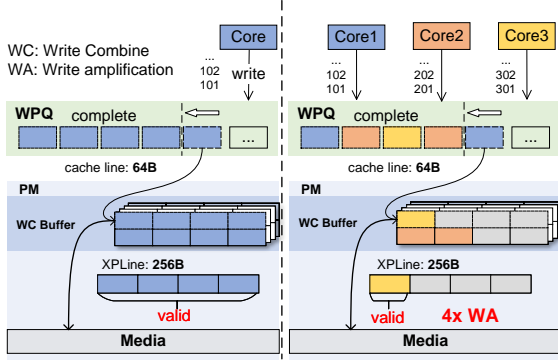 WC: Write Combine
WA: Write amplification
Core
...
102
101
write
WPQ
complete
...
cache line: 64B
PM
WC Buffer
XPLine: 256B
valid
Media
Core1
Core2
Core3
...
102
101
...
202
201
...
302
301
WPQ
complete
...
cache line: 64B
PM
WC Buffer
XPLine: 256B
valid
4x WA
Media